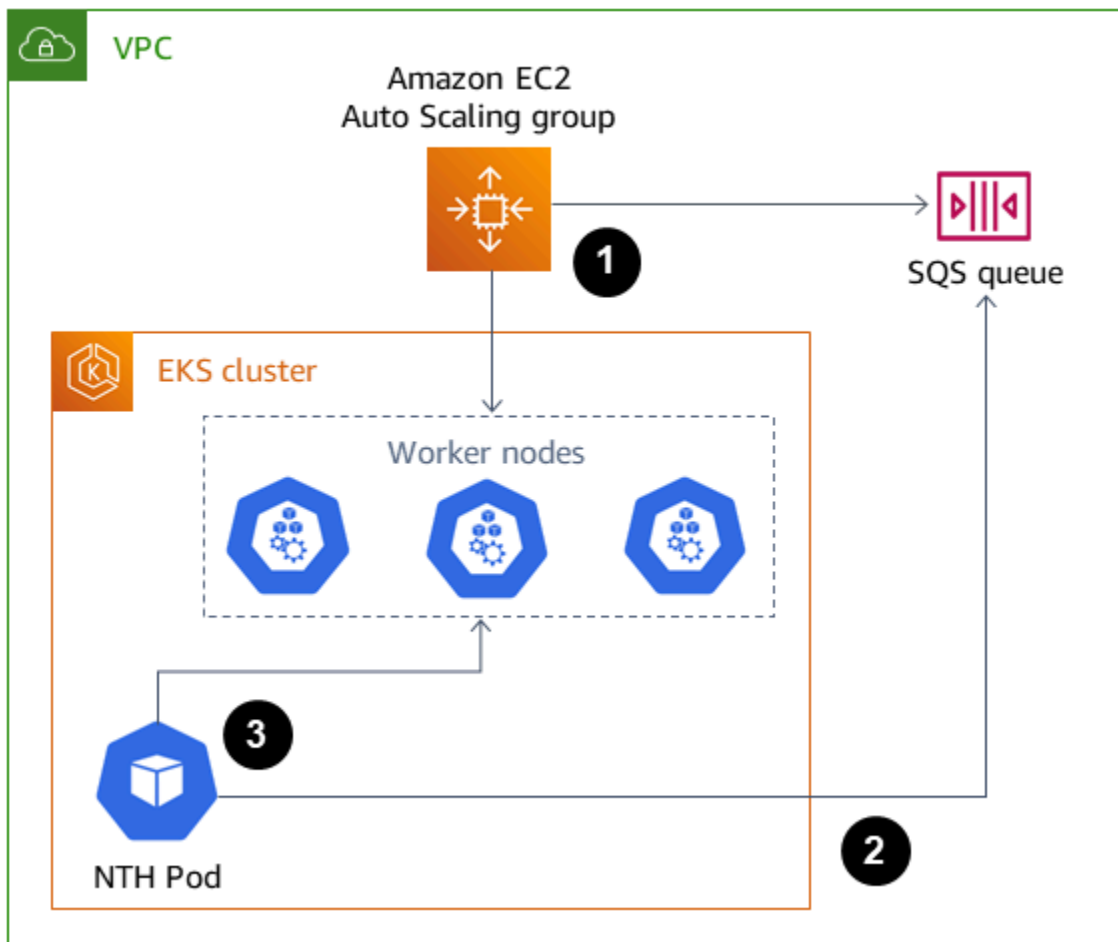 VPC
Amazon EC2
Auto Scaling group
1
SQS queue
K
EKS cluster
Worker nodes
3
2
NTH Pod